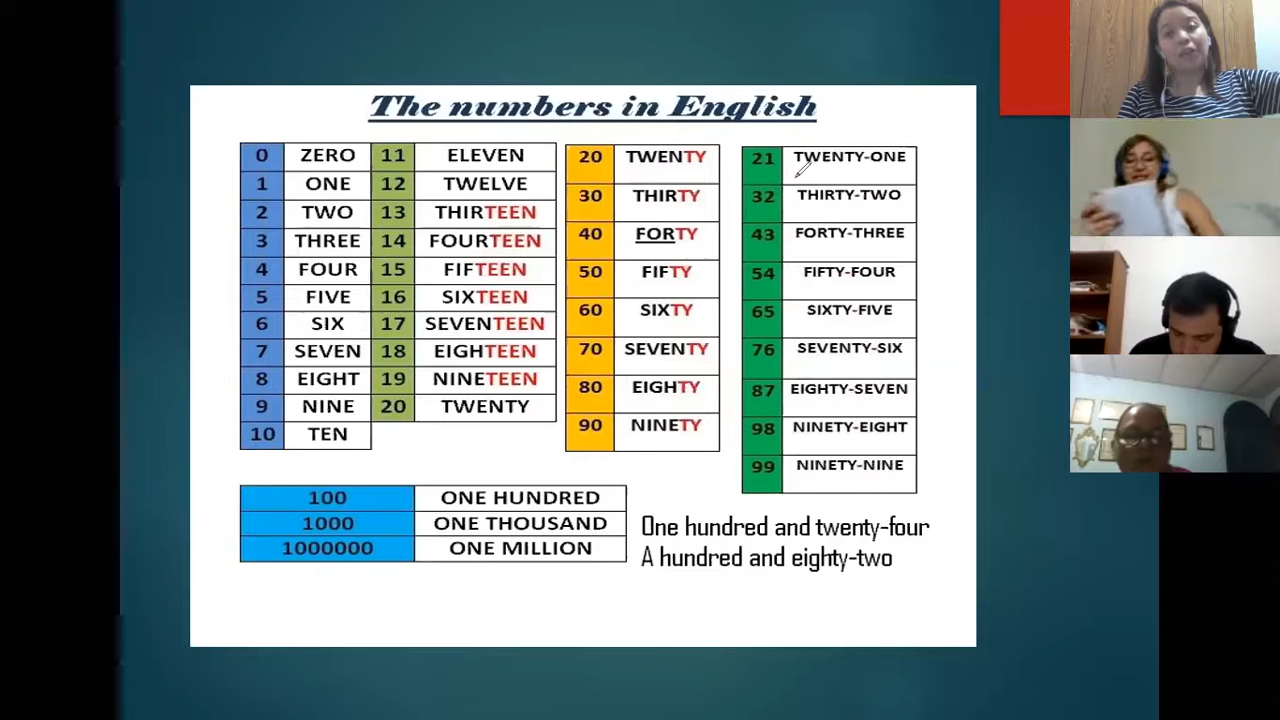 The numbers in English
0 ZERO 11 ELEVEN
1 ONE 12 TWELVE
2 TWO 13 THIRTEEN
3 THREE 14 FOURTEEN
4 FOUR 15 FIFTEEN
5 FIVE 16 SIXTEEN
6 SIX 17 SEVENTEEN
7 SEVEN 18 EIGHTEEN
8 EIGHT 19 NINETEEN
9 NINE 20 TWENTY
10 TEN
20 TWENTY
30 THIRTY
40 FORTY
50 FIFTY
60 SIXTY
70 SEVENTY
80 EIGHTY
90 NINETY
21 TWENTY-ONE
32 THIRTY-TWO
43 FORTY-THREE
54 FIFTY-FOUR
65 SIXTY-FIVE
76 SEVENTY-SIX
87 EIGHTY-SEVEN
98 NINETY-EIGHT
99 NINETY-NINE
100 ONE HUNDRED
1000 ONE THOUSAND
1000000 ONE MILLION
One hundred and twenty-four
A hundred and eighty-two